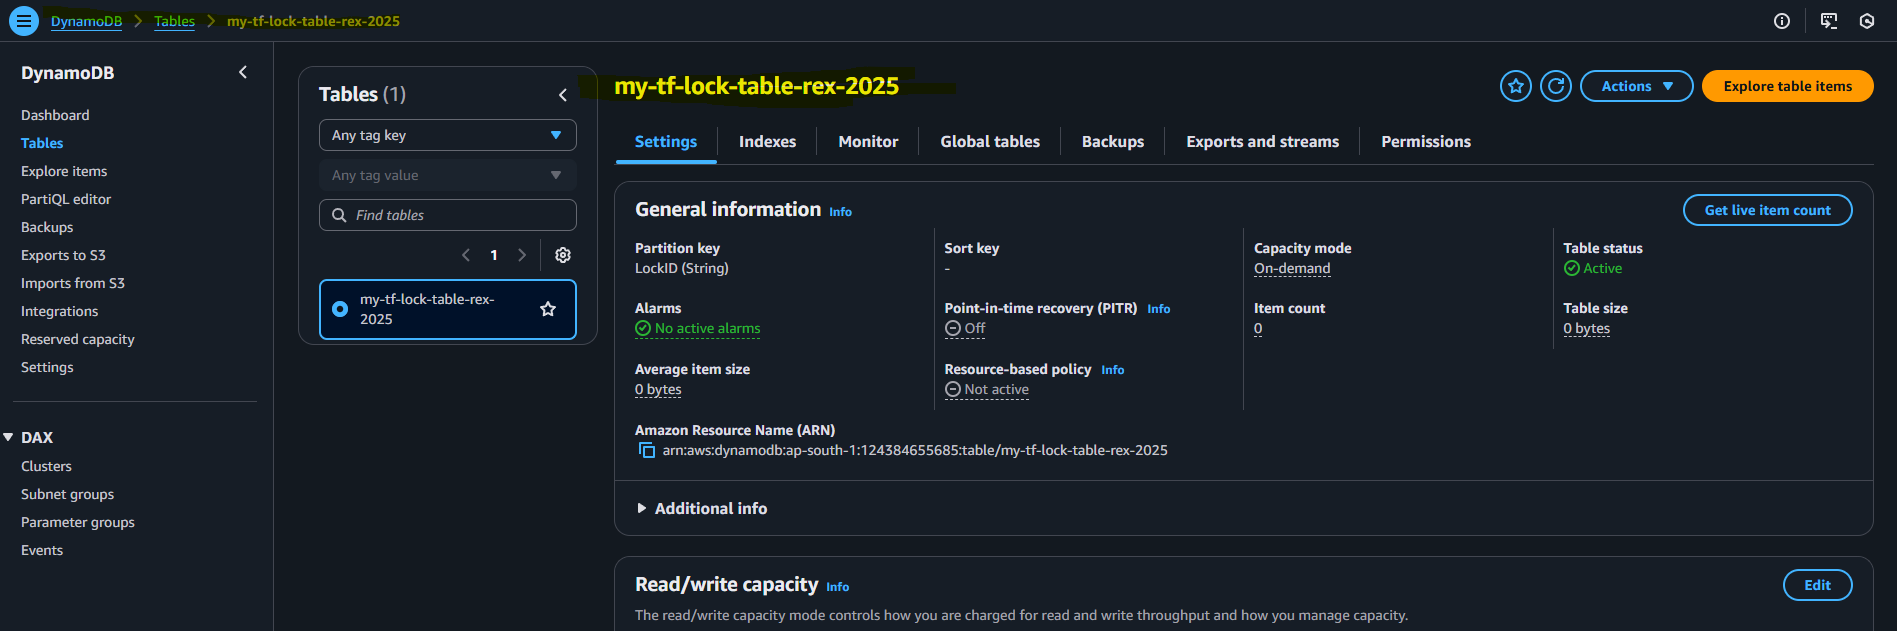 DynamoDB > Tables > my-tf-lock-table-rex-2025
DynamoDB
Dashboard
Tables
Explore items
PartiQL editor
Backups
Exports to S3
Imports from S3
Integrations
Reserved capacity
Settings
DAX
Clusters
Subnet groups
Parameter groups
Events
Tables (1)
Any tag key
Any tag value
Find tables
1
my-tf-lock-table-rex-
2025
my-tf-lock-table-rex-2025
Actions
Explore table items
Settings
Indexes
Monitor
Global tables
Backups
Exports and streams
Permissions
General information Info
Get live item count
Partition key
LockID (String)
Sort key
-
Capacity mode
On-demand
Table status
Active
Alarms
No active alarms
Point-in-time recovery (PITR) Info
Off
Item count
0
Table size
0 bytes
Average item size
0 bytes
Resource-based policy Info
Not active
Amazon Resource Name (ARN)
arn:aws:dynamodb:ap-south-1:124384655685:table/my-tf-lock-table-rex-2025
Additional info
Read/write capacity Info
Edit
The read/write capacity mode controls how you are charged for read and write throughput and how you manage capacity.